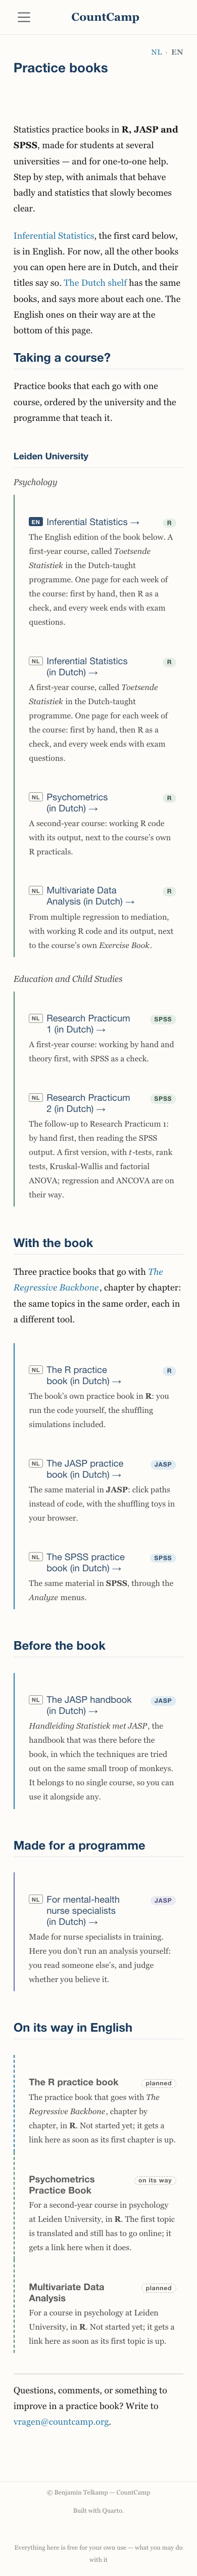 CountCamp
NL · EN
Practice books
Statistics practice books in R, JASP and
SPSS, made for students at several
universities — and for one-to-one help.
Step by step, with animals that behave
badly and statistics that slowly becomes
clear.
Inferential Statistics, the first card below,
is in English. For now, all the other books
you can open here are in Dutch, and their
titles say so. The Dutch shelf has the same
books, and says more about each one. The
English ones on their way are at the
bottom of this page.
Taking a course?
Practice books that each go with one
course, ordered by the university and the
programme that teach it.
Leiden University
Psychology
EN Inferential Statistics → R
The English edition of the book below. A
first-year course, called Toetsende
Statistiek in the Dutch-taught
programme. One page for each week of
the course: first by hand, then R as a
check, and every week ends with exam
questions.
NL Inferential Statistics R
(in Dutch) →
A first-year course, called Toetsende
Statistiek in the Dutch-taught
programme. One page for each week of
the course: first by hand, then R as a
check, and every week ends with exam
questions.
NL Psychometrics R
(in Dutch) →
A second-year course: working R code
with its output, next to the course's own
R practicals.
NL Multivariate Data R
Analysis (in Dutch) →
From multiple regression to mediation,
with working R code and its output, next
to the course's own Exercise Book.
Education and Child Studies
NL Research Practicum SPSS
1 (in Dutch) →
A first-year course: working by hand and
theory first, with SPSS as a check.
NL Research Practicum SPSS
2 (in Dutch) →
The follow-up to Research Practicum 1:
by hand first, then reading the SPSS
output. A first version, with t-tests, rank
tests, Kruskal-Wallis and factorial
ANOVA; regression and ANCOVA are on
their way.
With the book
Three practice books that go with The
Regressive Backbone, chapter by chapter:
the same topics in the same order, each in
a different tool.
NL The R practice R
book (in Dutch) →
The book's own practice book in R: you
run the code yourself, the shuffling
simulations included.
NL The JASP practice JASP
book (in Dutch) →
The same material in JASP: click paths
instead of code, with the shuffling toys in
your browser.
NL The SPSS practice SPSS
book (in Dutch) →
The same material in SPSS, through the
Analyze menus.
Before the book
NL The JASP handbook JASP
(in Dutch) →
Handleiding Statistiek met JASP, the
handbook that was there before the
book, in which the techniques are tried
out on the same small troop of monkeys.
It belongs to no single course, so you can
use it alongside any.
Made for a programme
NL For mental-health JASP
nurse specialists
(in Dutch) →
Made for nurse specialists in training.
Here you don't run an analysis yourself:
you read someone else's, and judge
whether you believe it.
On its way in English
The R practice book planned
The practice book that goes with The
Regressive Backbone, chapter by
chapter, in R. Not started yet; it gets a
link here as soon as its first chapter is up.
Psychometrics on its way
Practice Book
For a second-year course in psychology
at Leiden University, in R. The first topic
is translated and still has to go online; it
gets a link here when it does.
Multivariate Data planned
Analysis
For a course in psychology at Leiden
University, in R. Not started yet; it gets a
link here as soon as its first topic is up.
Questions, comments, or something to
improve in a practice book? Write to
vragen@countcamp.org.
© Benjamin Telkamp — CountCamp
Built with Quarto.
Everything here is free for your own use — what you may do
with it